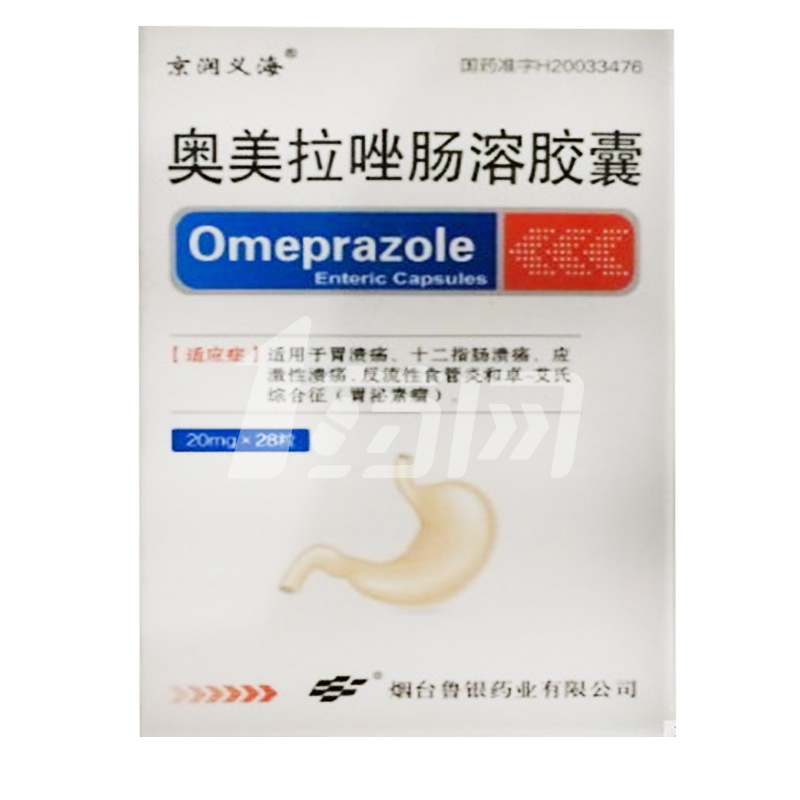 京润义海®
国药准字H20033476
奥美拉唑肠溶胶囊
Omeprazole
Enteric Capsules
【适应症】适用于胃溃疡、十二指肠溃疡、应
激性溃疡、反流性食管炎和卓-艾氏
综合征（胃泌素瘤）。
20mg×28粒
1药网
烟台鲁银药业有限公司